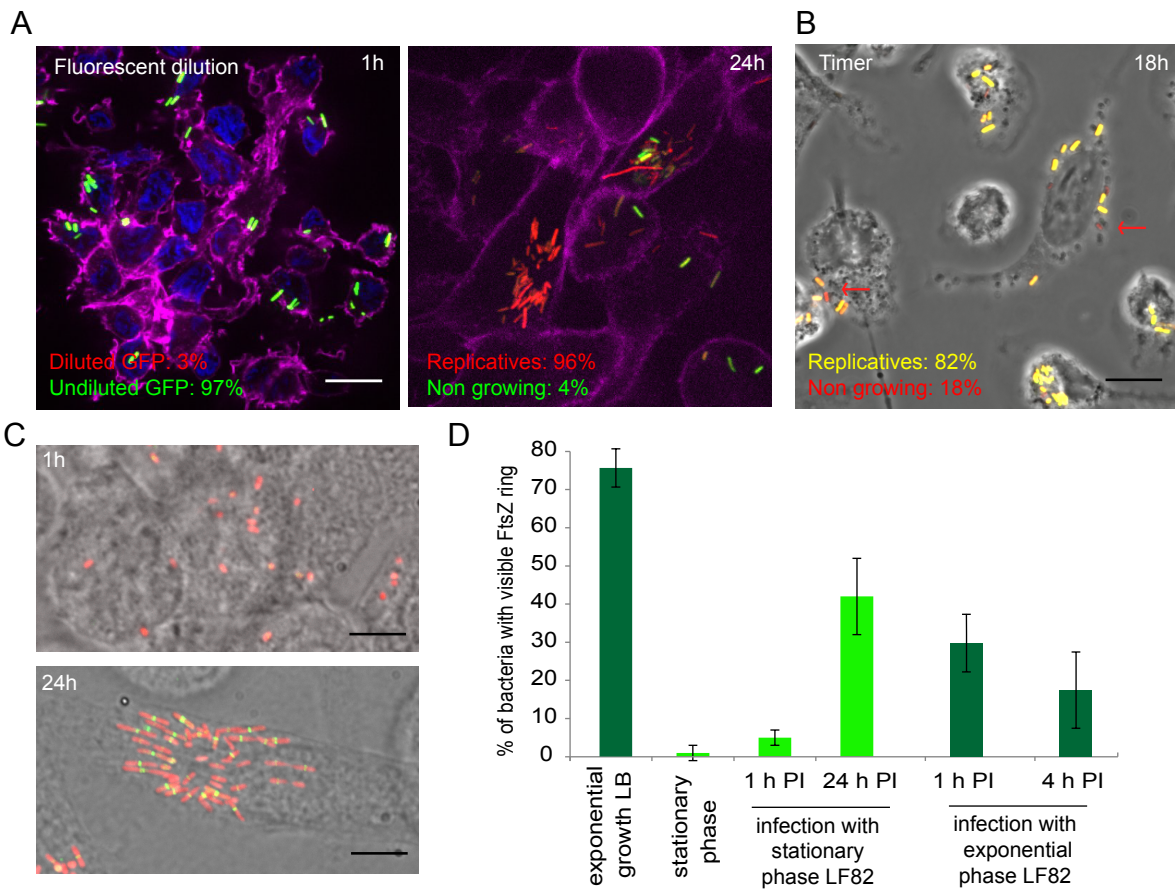 A
Fluorescent dilution
1h
Diluted GFP: 3%
Undiluted GFP: 97%
24h
Replicatives: 96%
Non growing: 4%
B
Timer
18h
Replicatives: 82%
Non growing: 18%
C
1h
24h
D
% of bacteria with visible FtsZ ring
80
70
60
50
40
30
20
10
0
exponential
growth LB
stationary
phase
1 h PI
24 h PI
1 h PI
4 h PI
infection with
stationary
phase LF82
infection with
exponential
phase LF82